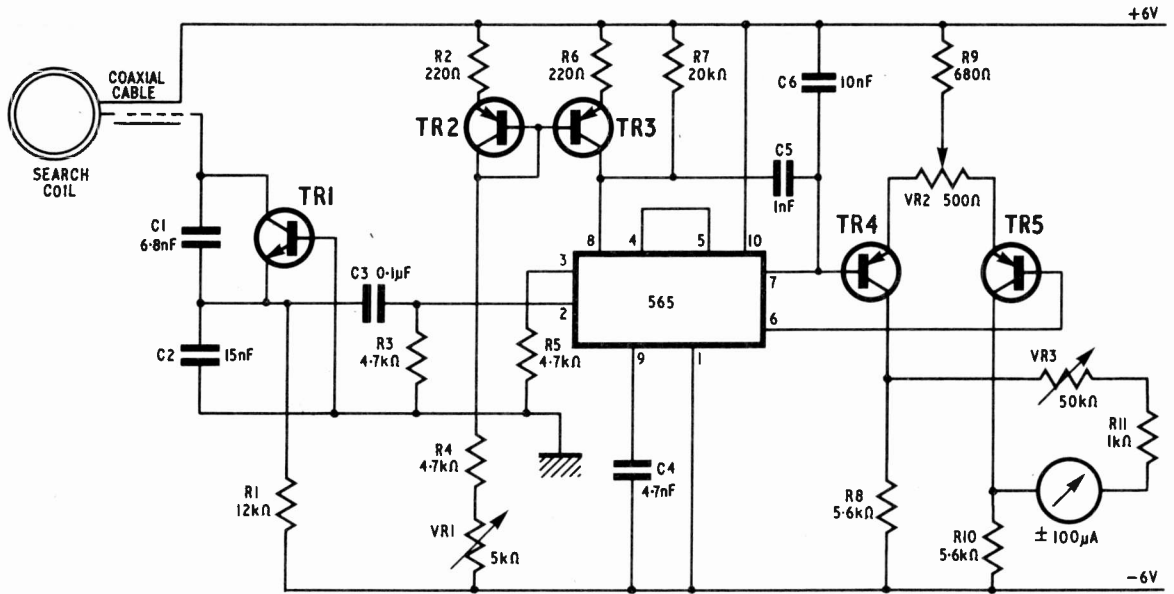 +6V
R2
220Ω
R6
220Ω
R7
20kΩ
C6
10nF
R9
680Ω
COAXIAL
CABLE
TR2
TR3
SEARCH
COIL
C5
1nF
VR2 500Ω
TR1
TR4
TR5
C1
6·8nF
8
4
5
10
C3 0·1μF
3
2
565
7
6
C2
15nF
R3
4·7kΩ
R5
4·7kΩ
9
1
VR3
50kΩ
R11
1kΩ
R4
4·7kΩ
C4
4·7nF
R1
12kΩ
R8
5·6kΩ
VR1
5kΩ
R10
5·6kΩ
± 100μA
−6V